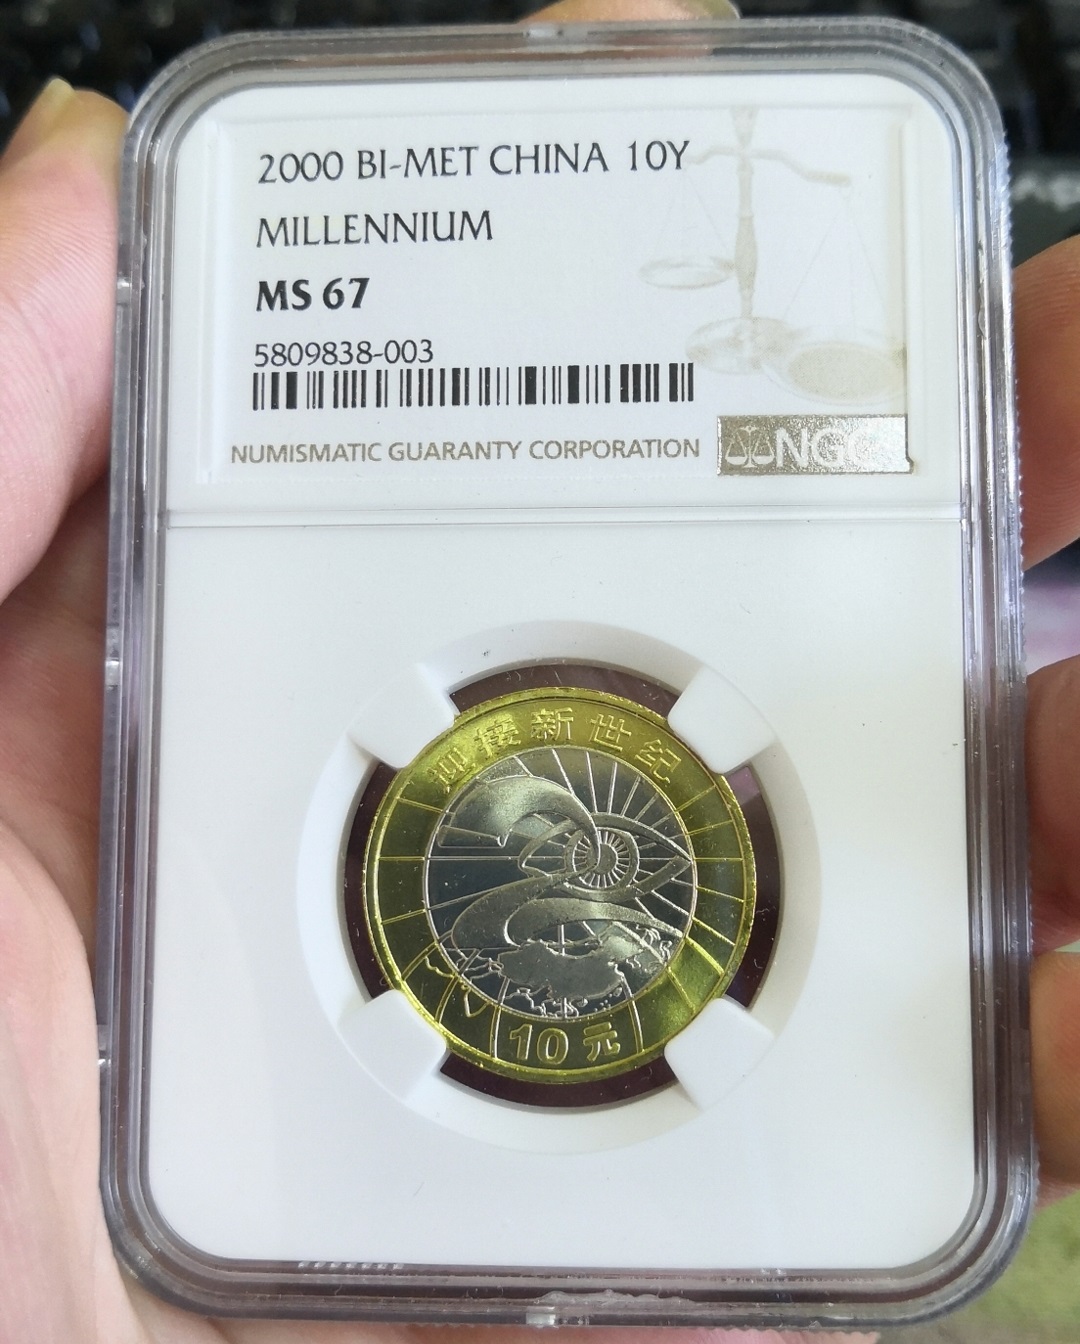 2000 BI-MET CHINA 10Y
MILLENNIUM
MS 67
5809838-003
NUMISMATIC GUARANTY CORPORATION
NGC
迎接新世纪
10元